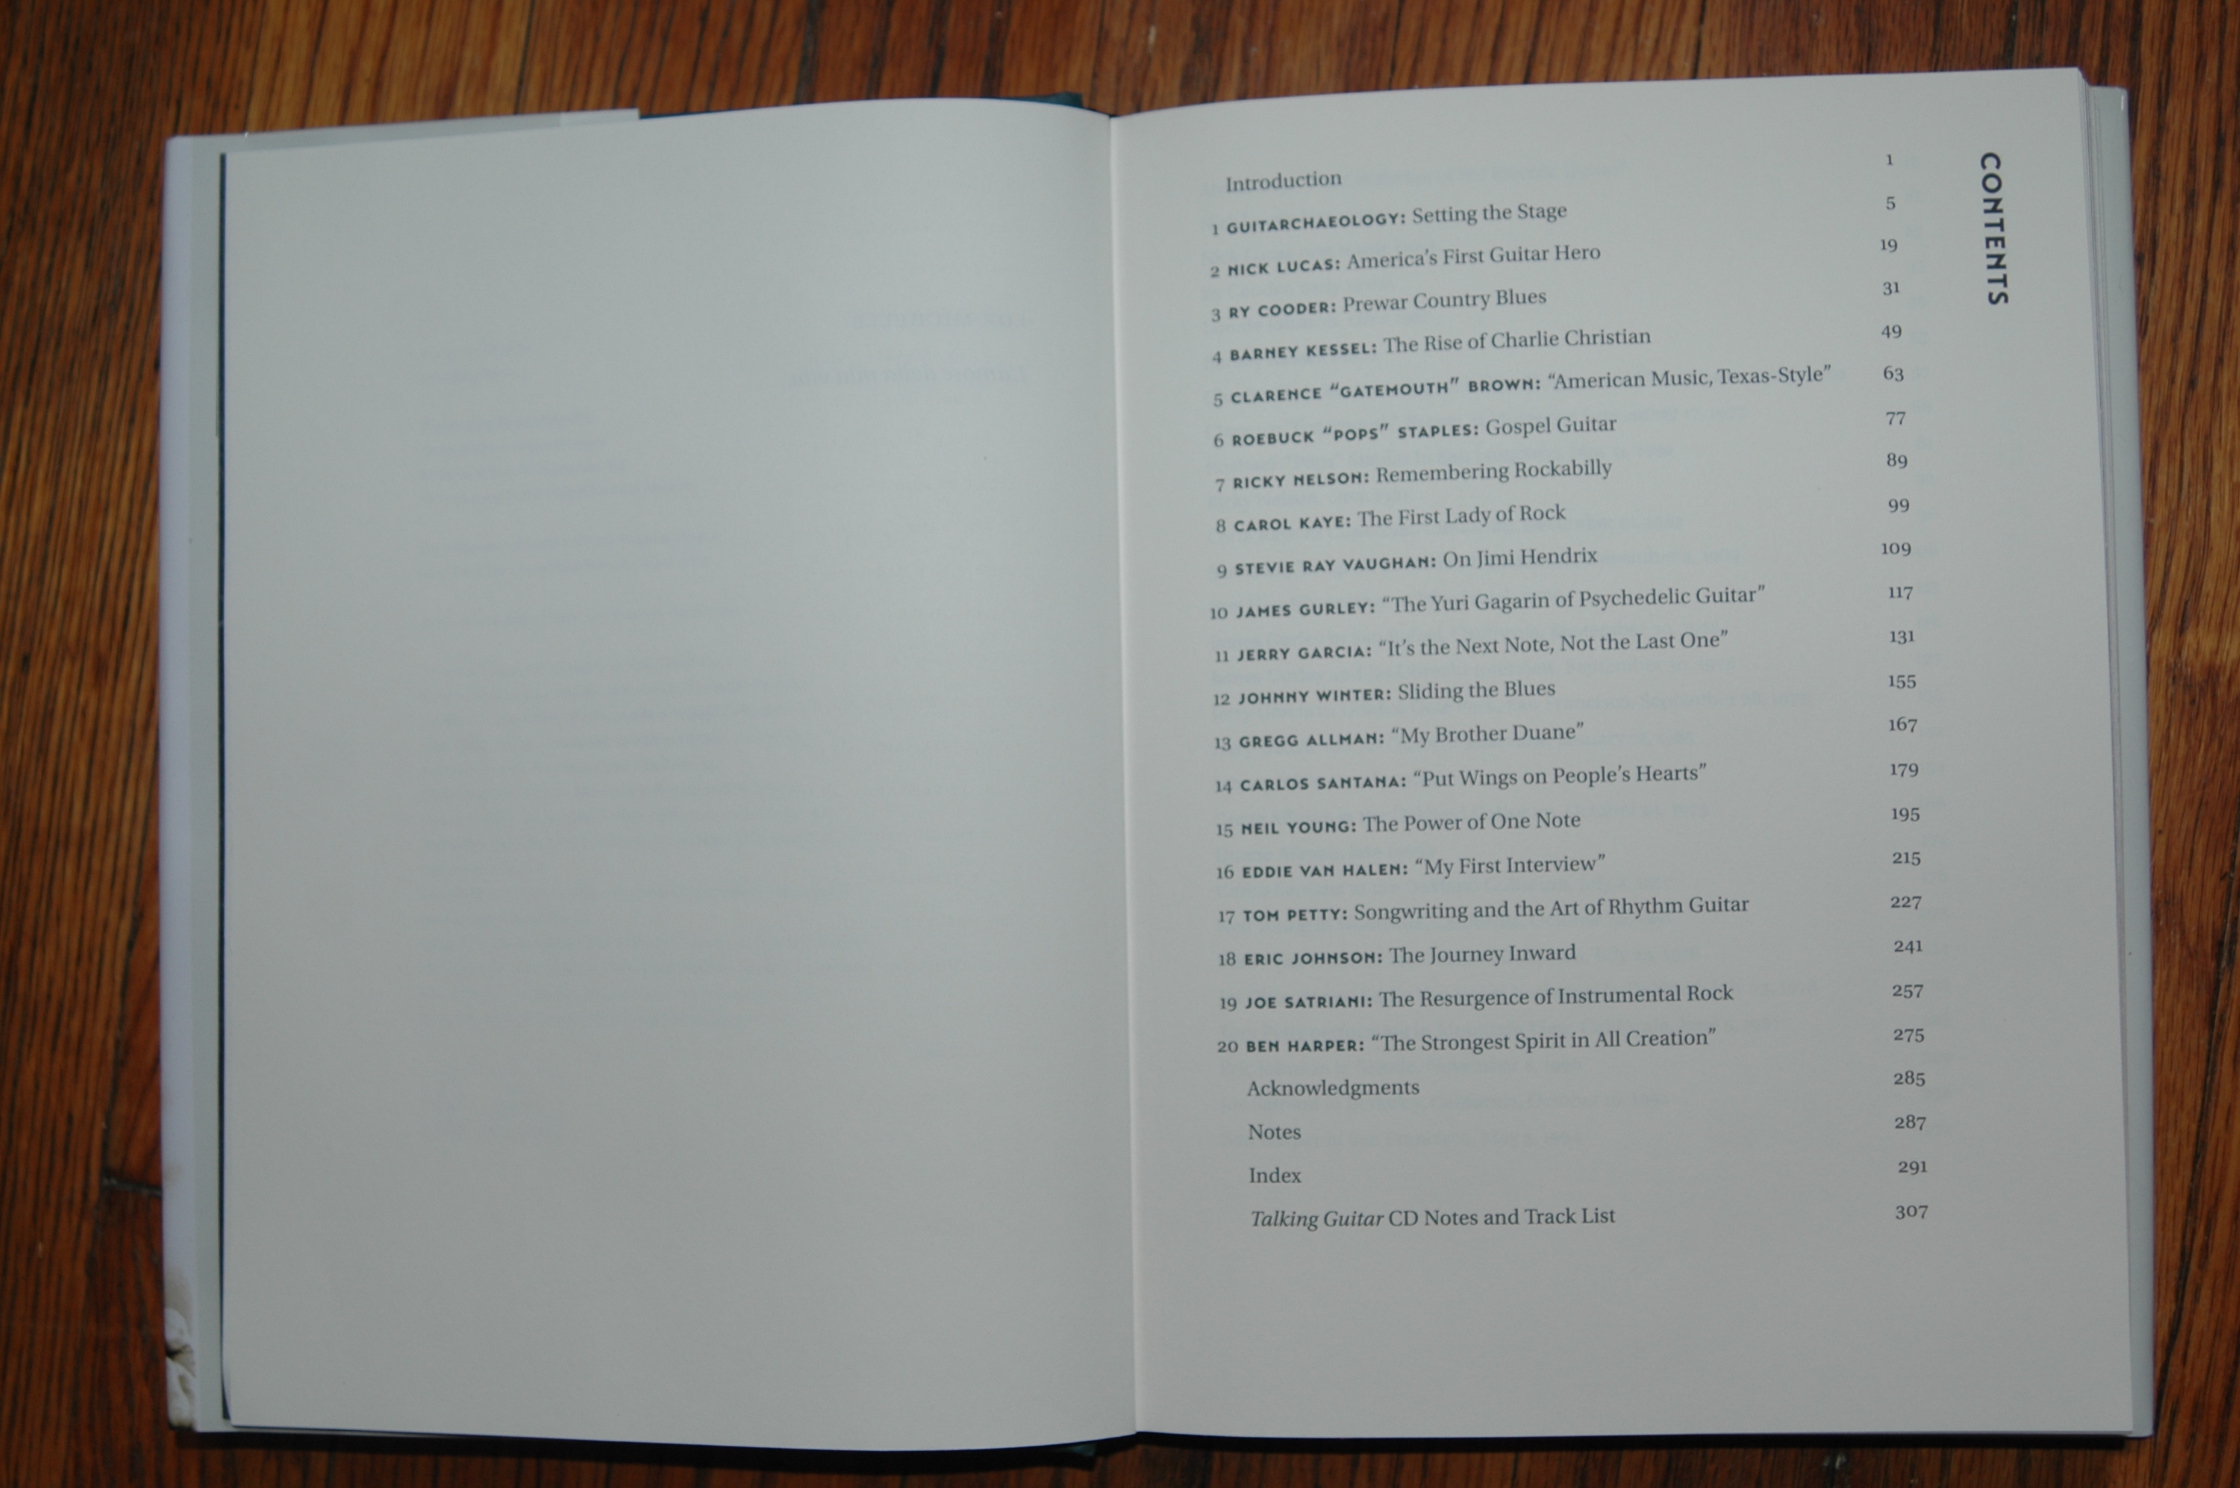 CONTENTS
Introduction 1
1 GUITARCHAEOLOGY: Setting the Stage 5
2 NICK LUCAS: America’s First Guitar Hero 19
3 RY COODER: Prewar Country Blues 31
4 BARNEY KESSEL: The Rise of Charlie Christian 49
5 CLARENCE “GATEMOUTH” BROWN: “American Music, Texas-Style” 63
6 ROEBUCK “POPS” STAPLES: Gospel Guitar 77
7 RICKY NELSON: Remembering Rockabilly 89
8 CAROL KAYE: The First Lady of Rock 99
9 STEVIE RAY VAUGHAN: On Jimi Hendrix 109
10 JAMES GURLEY: “The Yuri Gagarin of Psychedelic Guitar” 117
11 JERRY GARCIA: “It’s the Next Note, Not the Last One” 131
12 JOHNNY WINTER: Sliding the Blues 155
13 GREGG ALLMAN: “My Brother Duane” 167
14 CARLOS SANTANA: “Put Wings on People’s Hearts” 179
15 NEIL YOUNG: The Power of One Note 195
16 EDDIE VAN HALEN: “My First Interview” 215
17 TOM PETTY: Songwriting and the Art of Rhythm Guitar 227
18 ERIC JOHNSON: The Journey Inward 241
19 JOE SATRIANI: The Resurgence of Instrumental Rock 257
20 BEN HARPER: “The Strongest Spirit in All Creation” 275
Acknowledgments 285
Notes 287
Index 291
Talking Guitar CD Notes and Track List 307